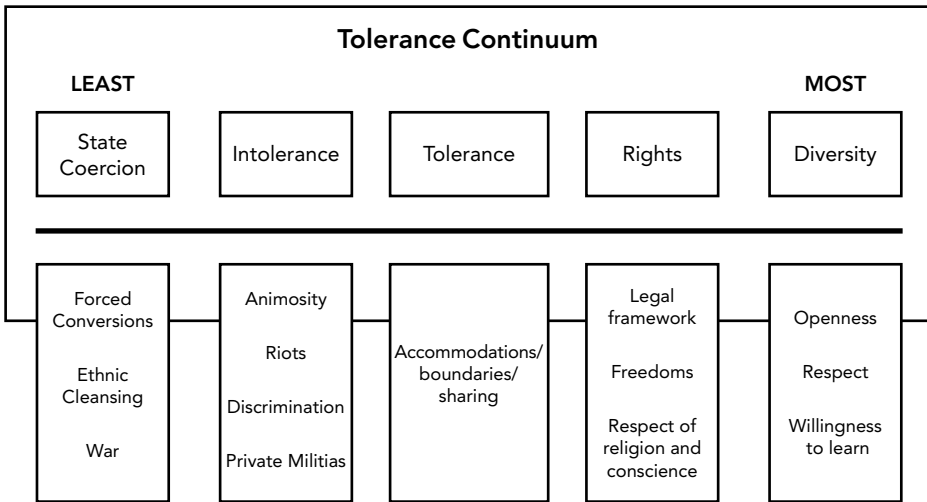 Tolerance Continuum
LEAST
MOST
State
Coercion
Intolerance
Tolerance
Rights
Diversity
Forced
Conversions
Ethnic
Cleansing
War
Animosity
Riots
Discrimination
Private Militias
Accommodations/
boundaries/
sharing
Legal
framework
Freedoms
Respect of
religion and
conscience
Openness
Respect
Willingness
to learn